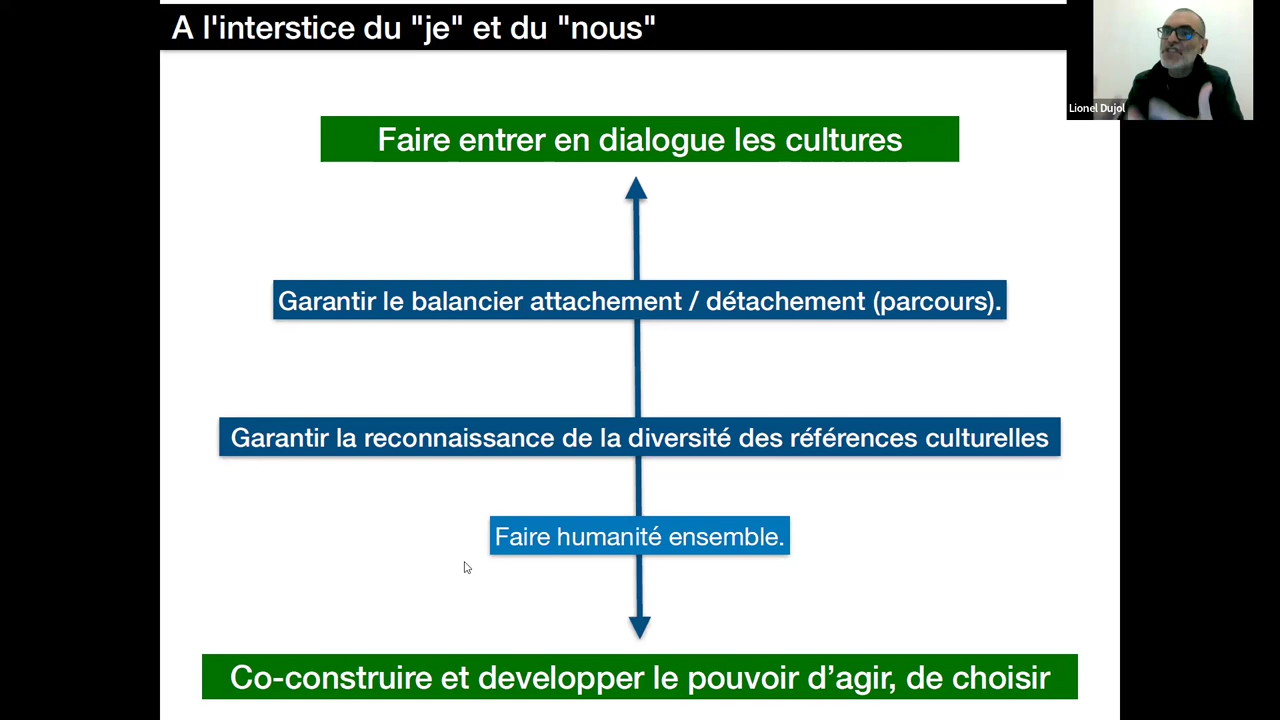 A l'interstice du "je" et du "nous"
Lionel Dujol
Faire entrer en dialogue les cultures
Garantir le balancier attachement / détachement (parcours).
Garantir la reconnaissance de la diversité des références culturelles
Faire humanité ensemble.
Co-construire et developper le pouvoir d’agir, de choisir